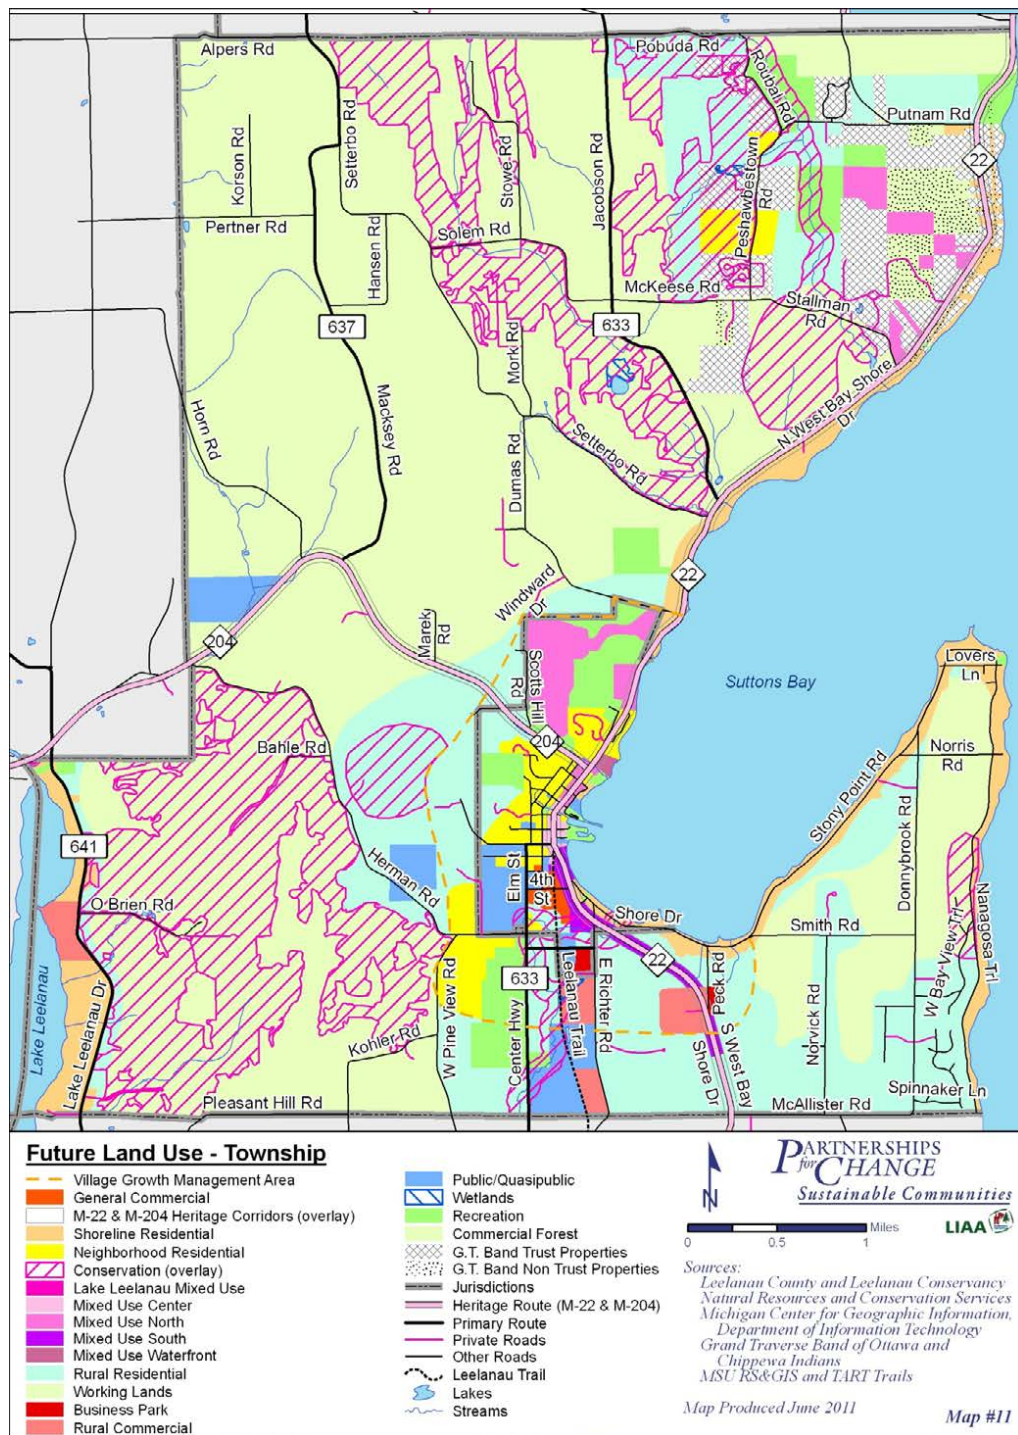 Alpers Rd
Pobuda Rd
Roubal Rd
Putnam Rd
22
Setterbo Rd
Korson Rd
Stowe Rd
Jacobson Rd
Peshawbestown
Rd
Pertner Rd
Hansen Rd
Solem Rd
McKeese Rd
Stallman
Rd
637
633
Mork Rd
N West Bay Shore
Dr
Macksey Rd
Horn Rd
Dumas Rd
Setterbo Rd
22
Windward
Dr
Marek
Rd
204
Scotts Hill
Rd
Suttons Bay
Lovers
Ln
204
Bahle Rd
Norris
Rd
Stony Point Rd
641
Herman Rd
Elm St
4th
St
Donnybrook Rd
O Brien Rd
Shore Dr
Smith Rd
Nanagosa Trl
W Bay View Trl
22
Lake Leelanau
Lake Leelanau Dr
W Pine View Rd
633
Center Hwy
Leelanau Trail
E Richter Rd
Peck Rd
Norvick Rd
Kohler Rd
Shore Dr
S West Bay
Spinnaker Ln
Pleasant Hill Rd
McAllister Rd
Future Land Use - Township
Village Growth Management Area
General Commercial
M-22 & M-204 Heritage Corridors (overlay)
Shoreline Residential
Neighborhood Residential
Conservation (overlay)
Lake Leelanau Mixed Use
Mixed Use Center
Mixed Use North
Mixed Use South
Mixed Use Waterfront
Rural Residential
Working Lands
Business Park
Rural Commercial
Public/Quasipublic
Wetlands
Recreation
Commercial Forest
G.T. Band Trust Properties
G.T. Band Non Trust Properties
Jurisdictions
Heritage Route (M-22 & M-204)
Primary Route
Private Roads
Other Roads
Leelanau Trail
Lakes
Streams
N
PARTNERSHIPS
for CHANGE
Sustainable Communities
Miles
0 0.5 1
LIAA
Sources:
Leelanau County and Leelanau Conservancy
Natural Resources and Conservation Services
Michigan Center for Geographic Information,
Department of Information Technology
Grand Traverse Band of Ottawa and
Chippewa Indians
MSU RS&GIS and TART Trails
Map Produced June 2011
Map #11